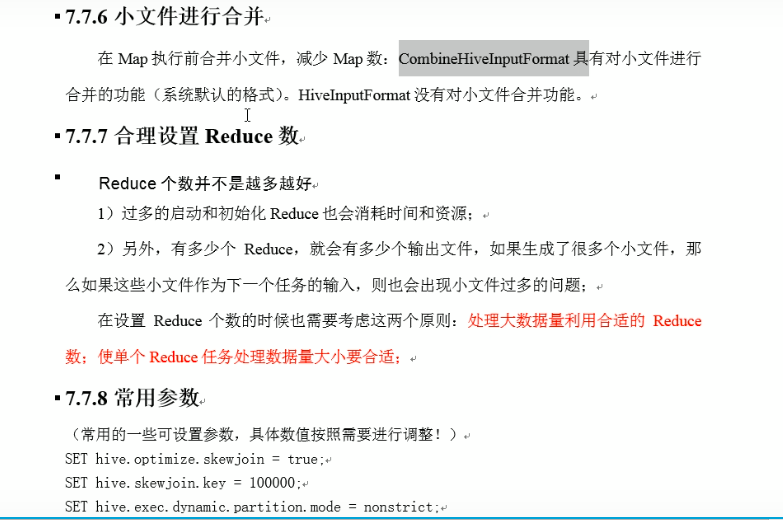 7.7.6 小文件进行合并
在 Map 执行前合并小文件，减少 Map 数：CombineHiveInputFormat 具有对小文件进行
合并的功能（系统默认的格式）。HiveInputFormat 没有对小文件合并功能。
7.7.7 合理设置 Reduce 数
Reduce 个数并不是越多越好
1）过多的启动和初始化 Reduce 也会消耗时间和资源；
2）另外，有多少个 Reduce，就会有多少个输出文件，如果生成了很多个小文件，那
么如果这些小文件作为下一个任务的输入，则也会出现小文件过多的问题；
在设置 Reduce 个数的时候也需要考虑这两个原则：处理大数据量利用合适的 Reduce
数；使单个 Reduce 任务处理数据量大小要合适；
7.7.8 常用参数
（常用的一些可设置参数，具体数值按照需要进行调整！）
SET hive.optimize.skewjoin = true;
SET hive.skewjoin.key = 100000;
SET hive.exec.dynamic.partition.mode = nonstrict;